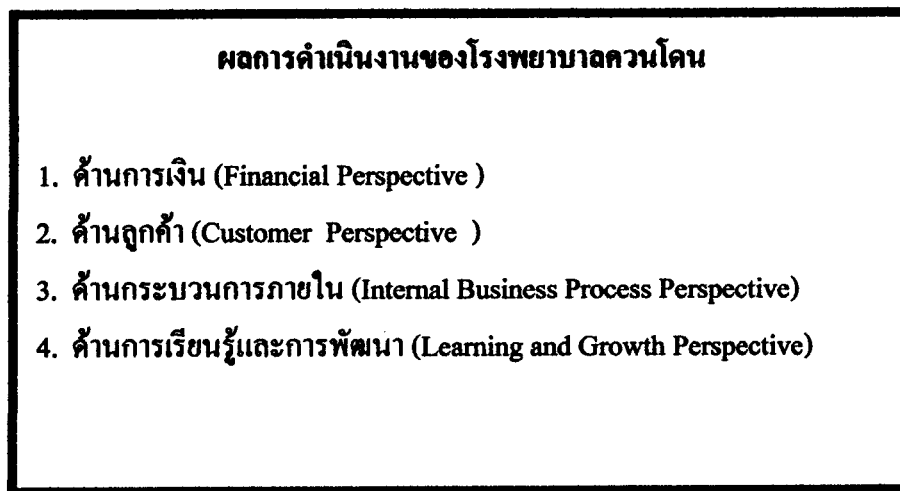 ผลการดำเนินงานของโรงพยาบาลควนโดน
1. ด้านการเงิน (Financial Perspective )
2. ด้านลูกค้า (Customer Perspective )
3. ด้านกระบวนการภายใน (Internal Business Process Perspective)
4. ด้านการเรียนรู้และการพัฒนา (Learning and Growth Perspective)